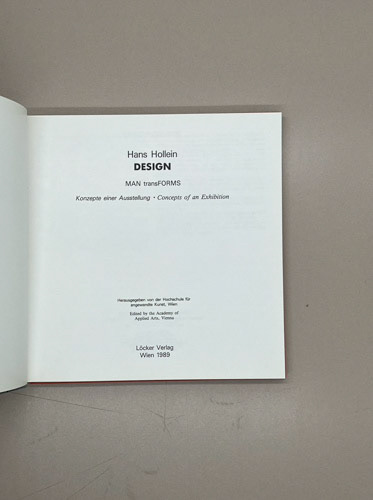 Hans Hollein
DESIGN
MAN transFORMS
Konzepte einer Ausstellung · Concepts of an Exhibition
Herausgegeben von der Hochschule für
angewandte Kunst, Wien
Edited by the Academy of
Applied Arts, Vienna
Löcker Verlag
Wien 1989